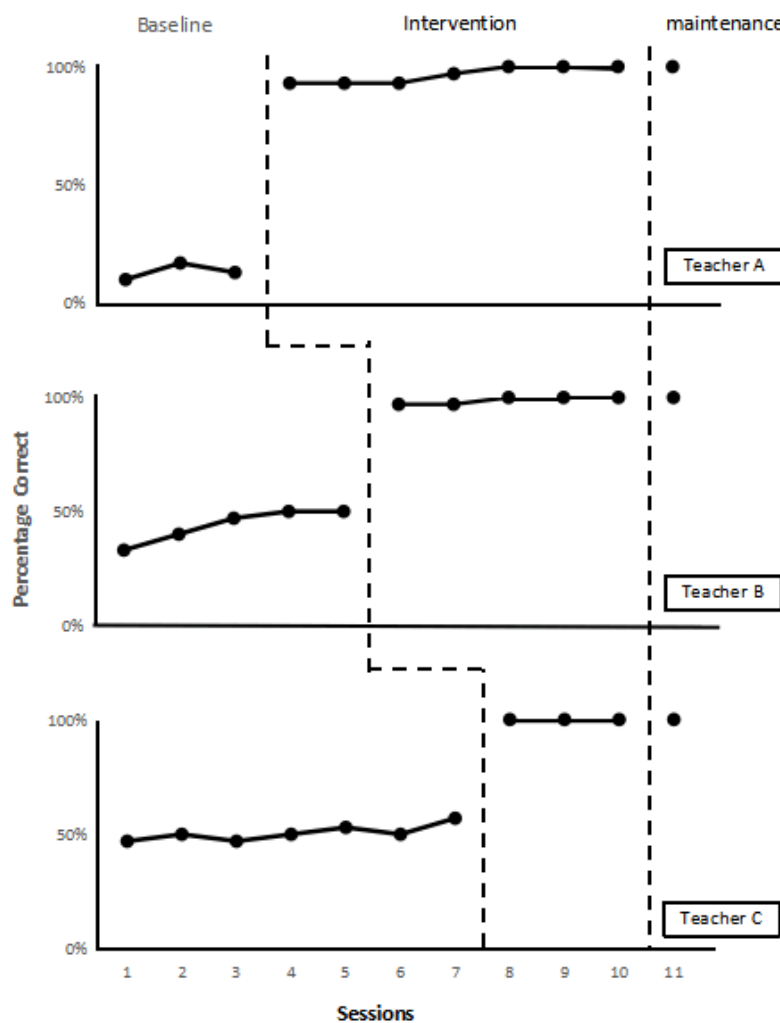 Baseline Intervention maintenance
100%
50%
0%
Teacher A
100%
50%
0%
Teacher B
Percentage Correct
100%
50%
0%
Teacher C
1 2 3 4 5 6 7 8 9 10 11
Sessions